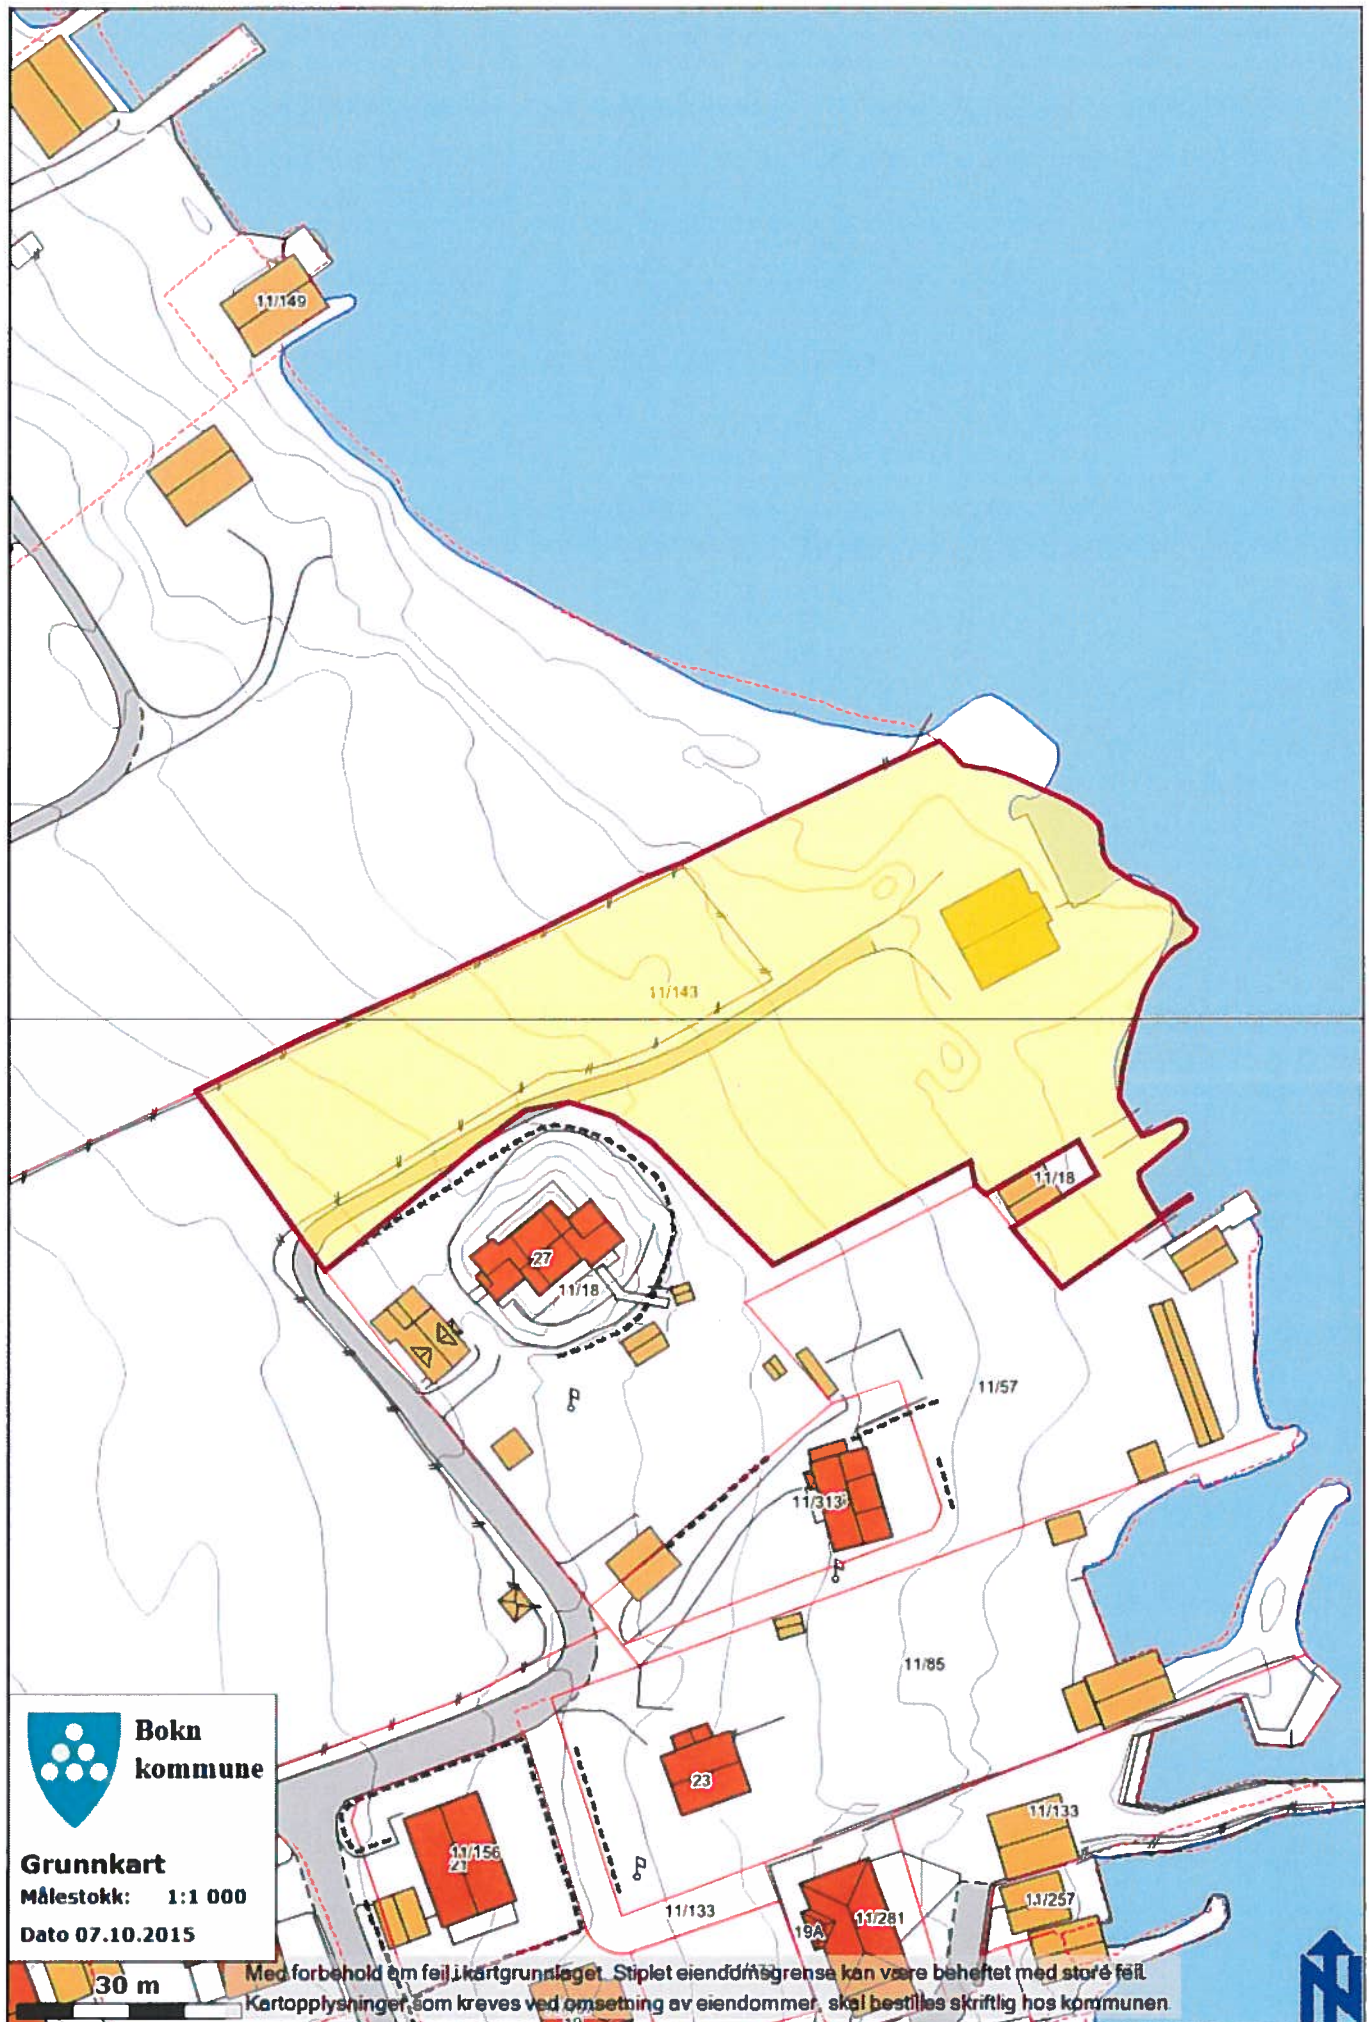 11/149
11/143
11/18
27
11/18
11/57
11/313
11/85
23
Bokn
kommune
Grunnkart
Målestokk: 1:1 000
Dato 07.10.2015
11/156
21
11/133
11/133
11/257
19A
11/281
30 m
Med forbehold om feil i kartgrunnlaget. Stiplet eiendomsgrense kan være beheftet med store feil.
Kartopplysninger som kreves ved omsetning av eiendommer, skal bestilles skriftlig hos kommunen.
N